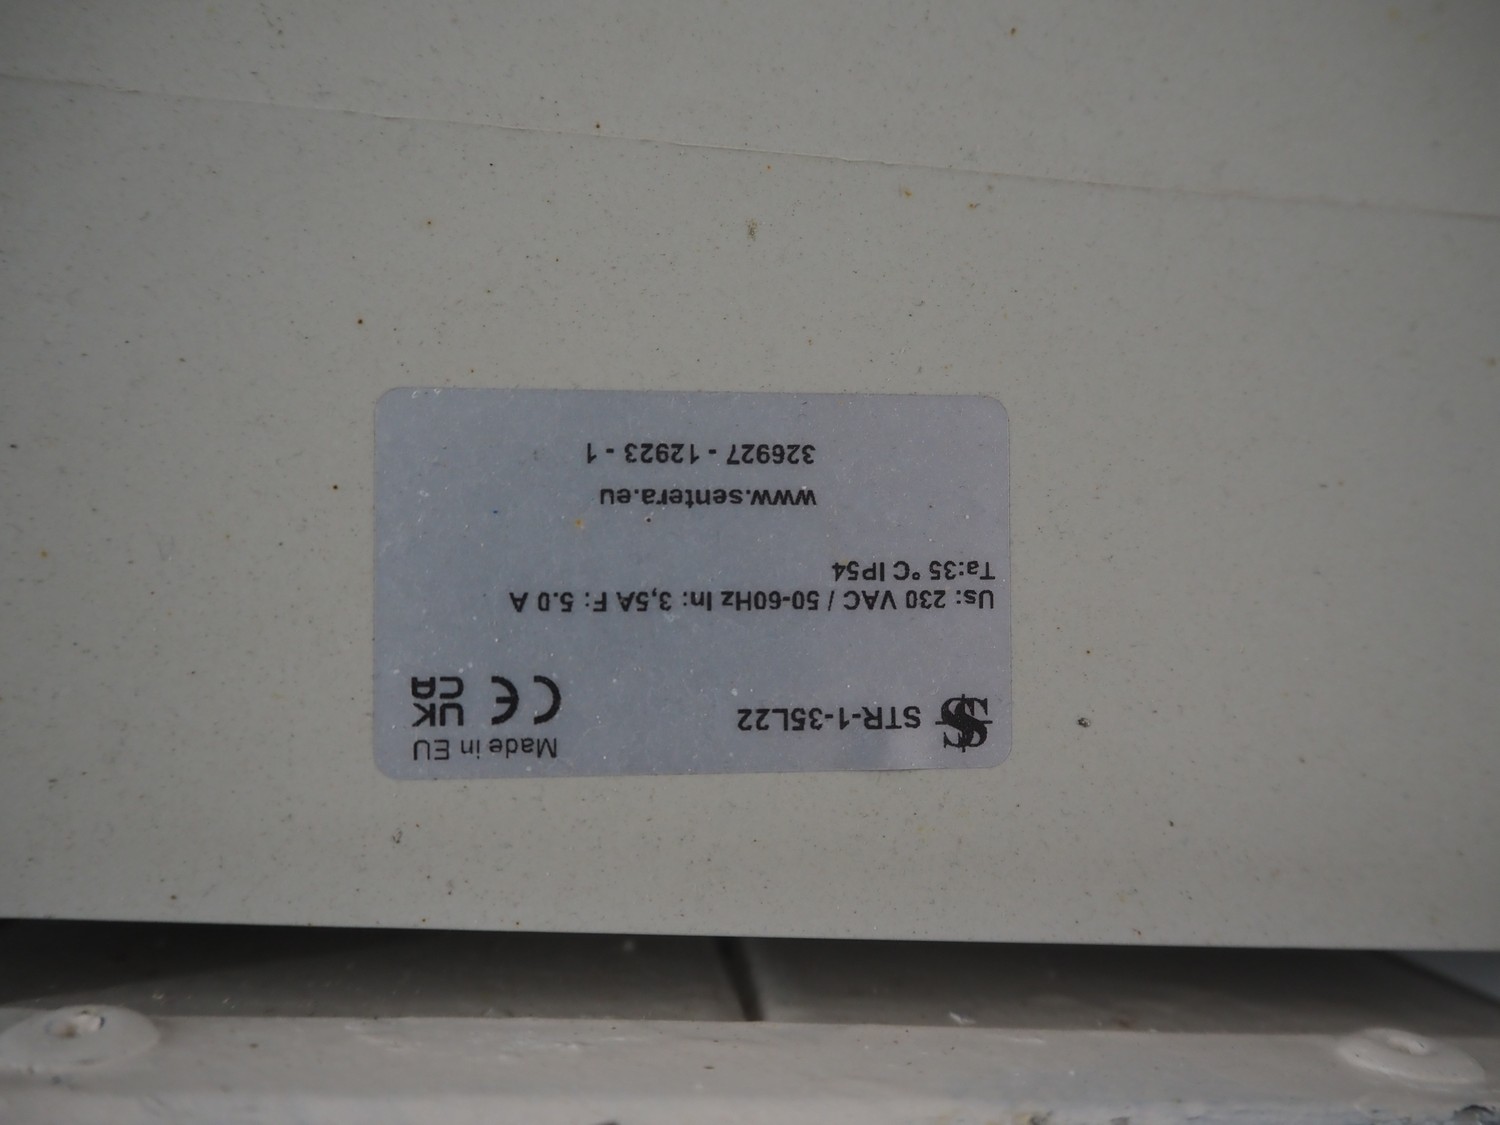 Made in EU
STR-1-35L22
CE
UK
CA
Us: 230 VAC / 50-60Hz In: 3,5A F: 5.0 A
Ta:35 °C IP54
www.sentera.eu
326927 - 12923 - 1